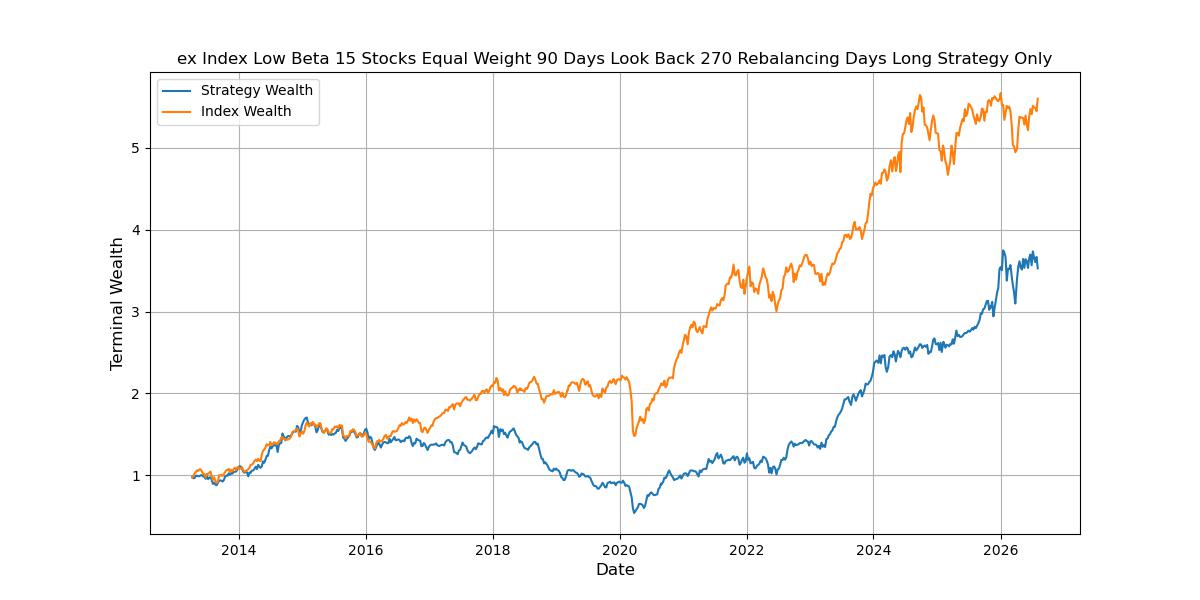 ex Index Low Beta 15 Stocks Equal Weight 90 Days Look Back 270 Rebalancing Days Long Strategy Only
Strategy Wealth
Index Wealth
Terminal Wealth
5
4
3
2
1
2014 2016 2018 2020 2022 2024 2026
Date